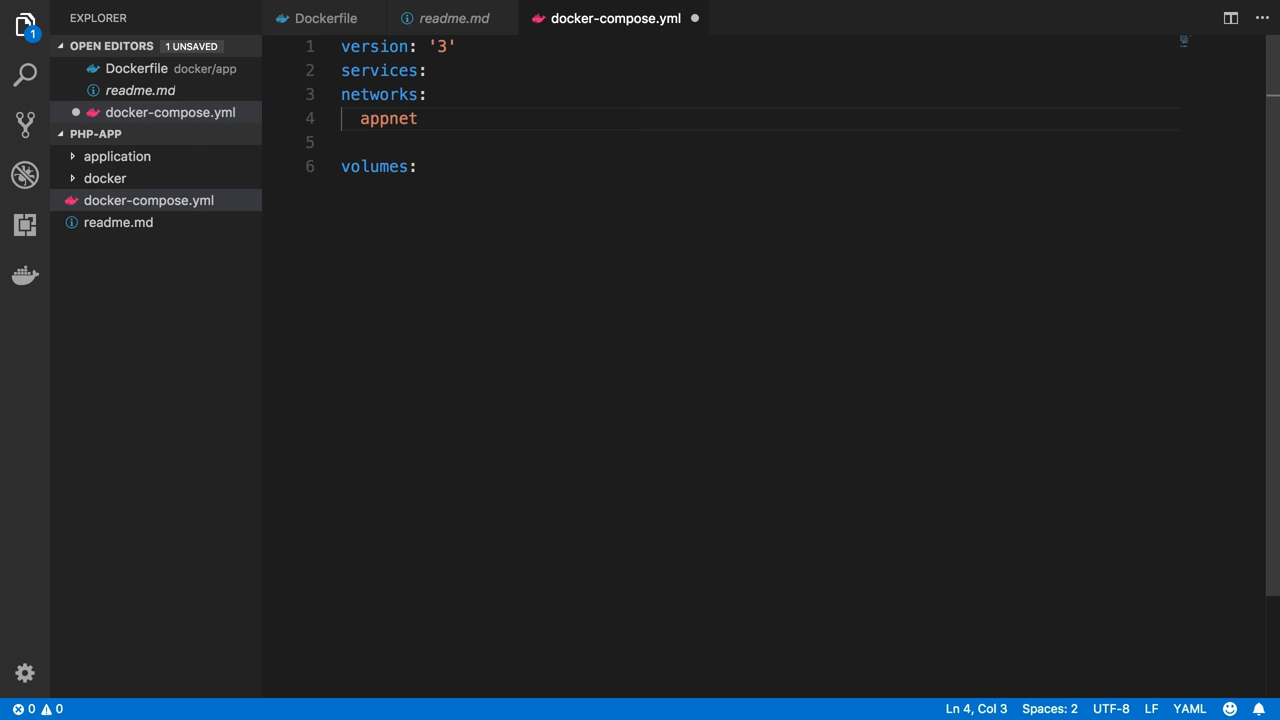 EXPLORER
OPEN EDITORS 1 UNSAVED
Dockerfile docker/app
readme.md
docker-compose.yml
PHP-APP
application
docker
docker-compose.yml
readme.md
1
Dockerfile
readme.md
docker-compose.yml
1 version: '3'
2 services:
3 networks:
4 appnet
5
6 volumes:
0 0
Ln 4, Col 3 Spaces: 2 UTF-8 LF YAML